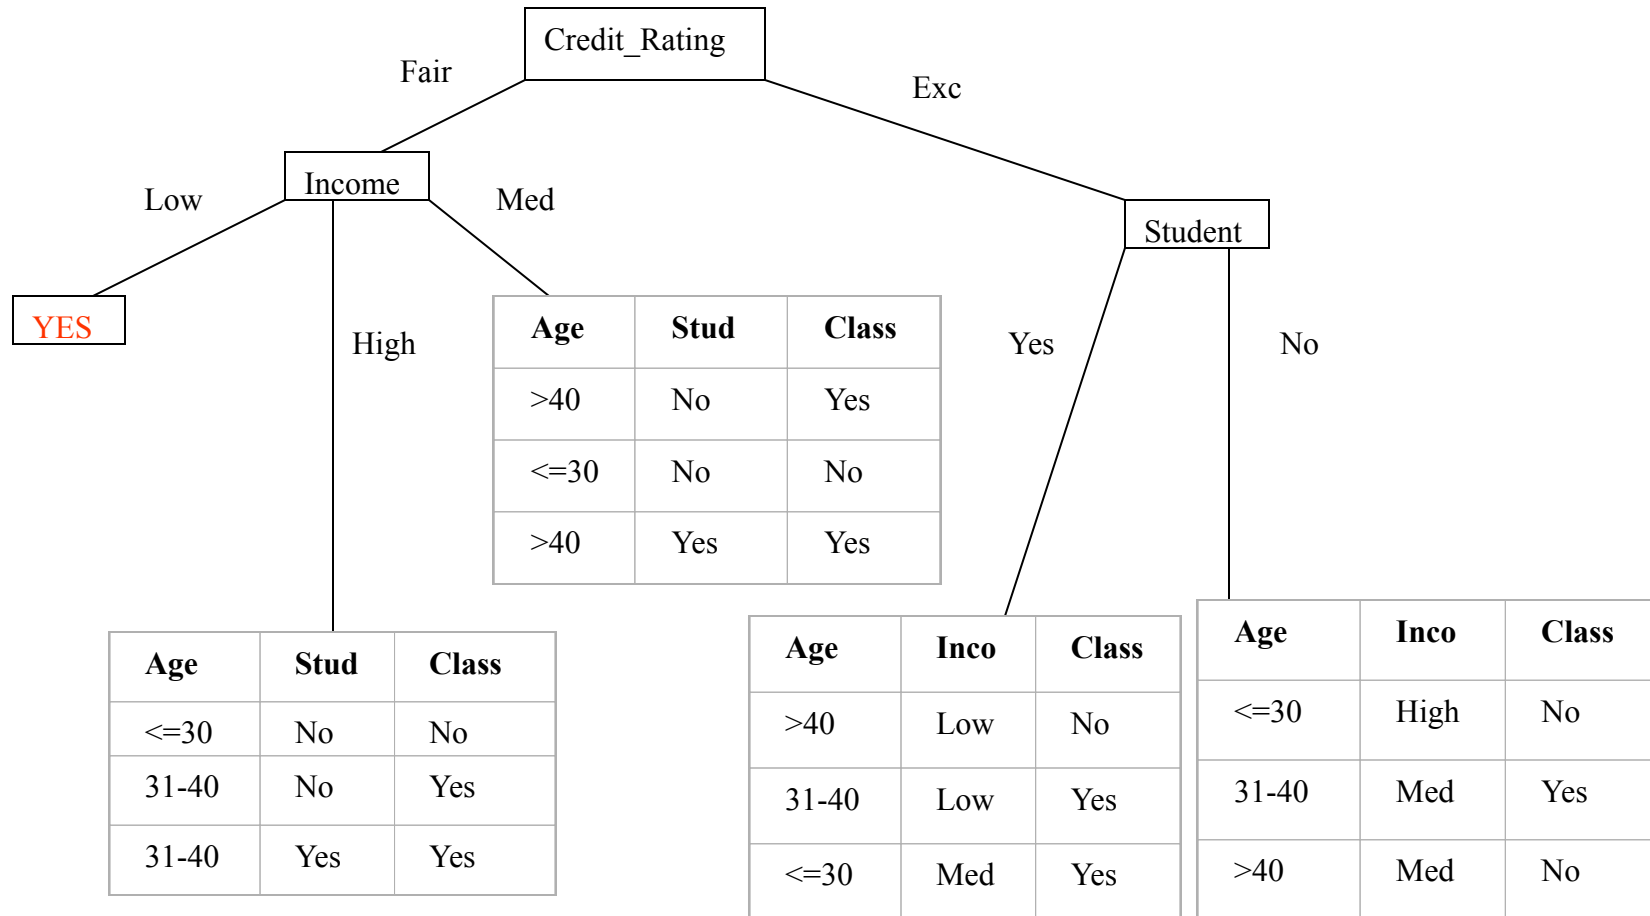 Credit_Rating
Fair
Exc
Income
Low
Med
Student
YES
High
Yes
No
Age Stud Class
>40 No Yes
<=30 No No
>40 Yes Yes
Age Stud Class
<=30 No No
31-40 No Yes
31-40 Yes Yes
Age Inco Class
>40 Low No
31-40 Low Yes
<=30 Med Yes
Age Inco Class
<=30 High No
31-40 Med Yes
>40 Med No